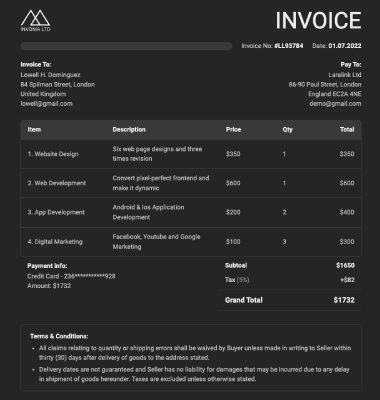 INVOICE
INVOMA LTD
Invoice No: #LL93784 Date: 01.07.2022
Invoice To: Pay To:
Lowell H. Dominguez Laralink Ltd
84 Spilman Street, London 86-90 Paul Street, London
United Kingdom England EC2A 4NE
lowell@gmail.com demo@gmail.com
Item Description Price Qty Total
1. Website Design Six web page designs and three $350 1 $350
times revision
2. Web Development Convert pixel-perfect frontend and $600 1 $600
make it dynamic
3. App Development Android & Ios Application $200 2 $400
Development
4. Digital Marketing Facebook, Youtube and Google $100 3 $300
Marketing
Payment info: Subtoal $1650
Credit Card - 236***********928 Tax (5%) +$82
Amount: $1732
Grand Total $1732
Terms & Conditions:
• All claims relating to quantity or shipping errors shall be waived by Buyer unless made in writing to Seller within
thirty (30) days after delivery of goods to the address stated.
• Delivery dates are not guaranteed and Seller has no liability for damages that may be incurred due to any delay
in shipment of goods hereunder. Taxes are excluded unless otherwise stated.